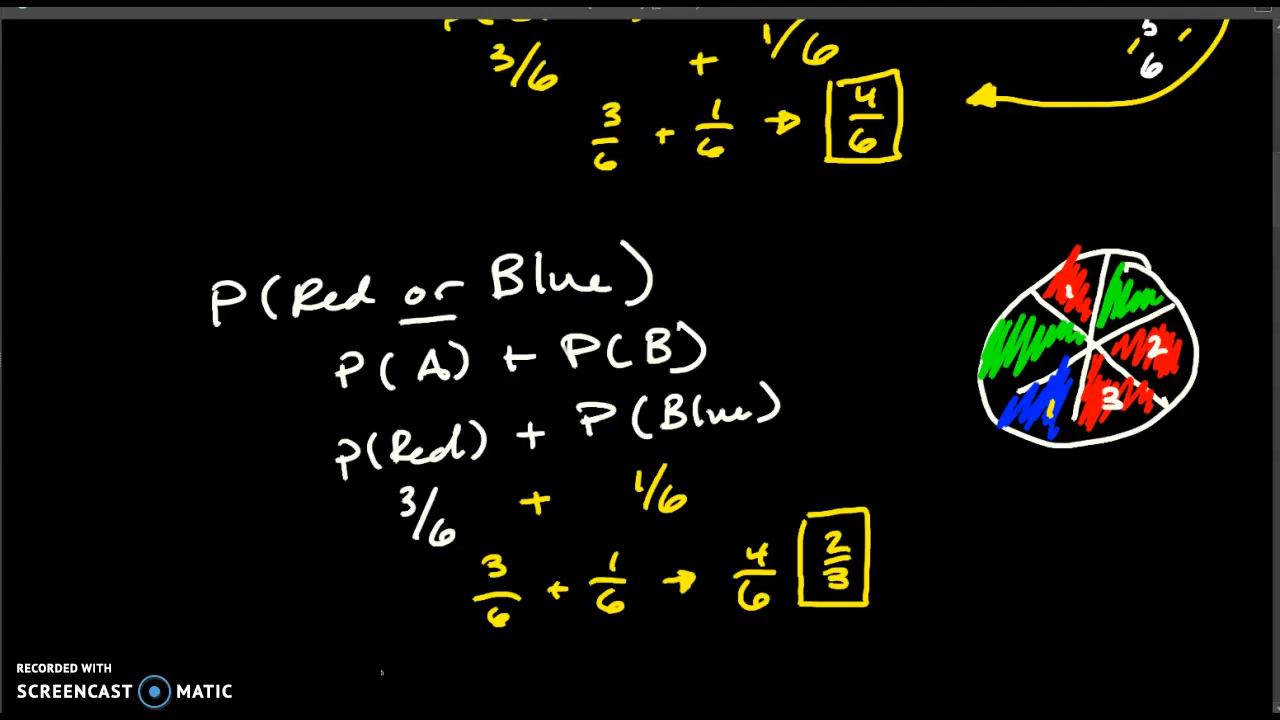 3/6 + 1/6
5
6
3/6 + 1/6 → 4/6
P(Red or Blue)
P(A) + P(B)
P(Red) + P(Blue)
3/6 + 1/6
3/6 + 1/6 → 4/6 2/3
1
2
3
1
RECORDED WITH
SCREENCAST MATIC